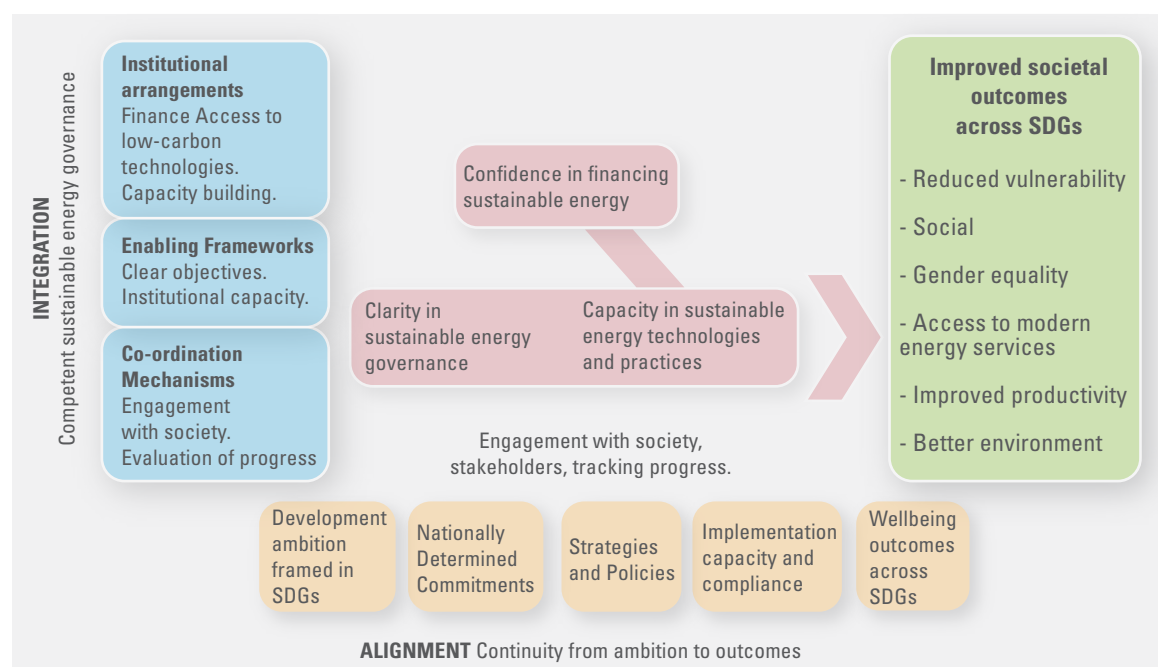 INTEGRATION
Competent sustainable energy governance
Institutional
arrangements
Finance Access to
low-carbon
technologies.
Capacity building.
Enabling Frameworks
Clear objectives.
Institutional capacity.
Co-ordination
Mechanisms
Engagement
with society.
Evaluation of progress
Confidence in financing
sustainable energy
Clarity in
sustainable energy
governance
Capacity in sustainable
energy technologies
and practices
Engagement with society,
stakeholders, tracking progress.
Improved societal
outcomes
across SDGs
- Reduced vulnerability
- Social
- Gender equality
- Access to modern
energy services
- Improved productivity
- Better environment
Development
ambition
framed in
SDGs
Nationally
Determined
Commitments
Strategies
and Policies
Implementation
capacity and
compliance
Wellbeing
outcomes
across
SDGs
ALIGNMENT Continuity from ambition to outcomes